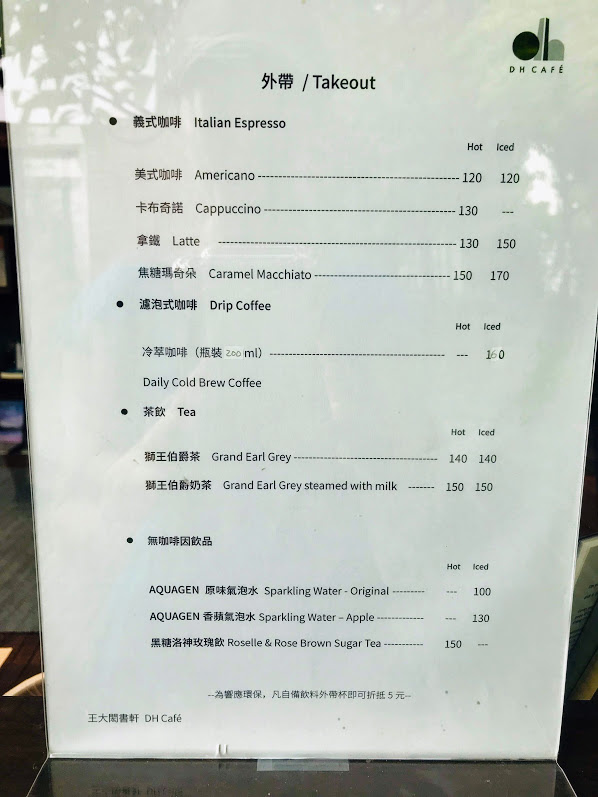 dh
DH CAFÉ
外帶 / Takeout
● 義式咖啡 Italian Espresso
Hot Iced
美式咖啡 Americano ---------- 120 120
卡布奇諾 Cappuccino ---------- 130 ---
拿鐵 Latte ---------- 130 150
焦糖瑪奇朵 Caramel Macchiato ---------- 150 170
● 濾泡式咖啡 Drip Coffee
Hot Iced
冷萃咖啡（瓶裝 200 ml） ---------- --- 160
Daily Cold Brew Coffee
● 茶飲 Tea
Hot Iced
獅王伯爵茶 Grand Earl Grey ---------- 140 140
獅王伯爵奶茶 Grand Earl Grey steamed with milk ------- 150 150
● 無咖啡因飲品
Hot Iced
AQUAGEN 原味氣泡水 Sparkling Water - Original --------- --- 100
AQUAGEN 香蘋氣泡水 Sparkling Water – Apple ---------- --- 130
黑糖洛神玫瑰飲 Roselle & Rose Brown Sugar Tea ----------- 150 ---
--為響應環保，凡自備飲料外帶杯即可折抵 5 元--
王大閎書軒 DH Café